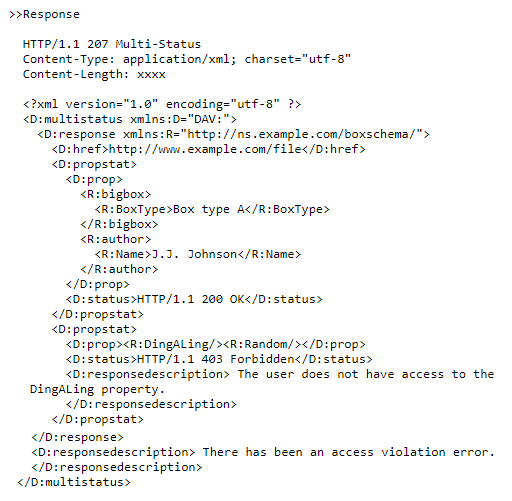 >>Response
HTTP/1.1 207 Multi-Status
Content-Type: application/xml; charset="utf-8"
Content-Length: xxxx
<?xml version="1.0" encoding="utf-8" ?>
<D:multistatus xmlns:D="DAV:">
<D:response xmlns:R="http://ns.example.com/boxschema/">
<D:href>http://www.example.com/file</D:href>
<D:propstat>
<D:prop>
<R:bigbox>
<R:BoxType>Box type A</R:BoxType>
</R:bigbox>
<R:author>
<R:Name>J.J. Johnson</R:Name>
</R:author>
</D:prop>
<D:status>HTTP/1.1 200 OK</D:status>
</D:propstat>
<D:propstat>
<D:prop><R:DingALing/><R:Random/></D:prop>
<D:status>HTTP/1.1 403 Forbidden</D:status>
<D:responsedescription> The user does not have access to the
DingALing property.
</D:responsedescription>
</D:propstat>
</D:response>
<D:responsedescription> There has been an access violation error.
</D:responsedescription>
</D:multistatus>